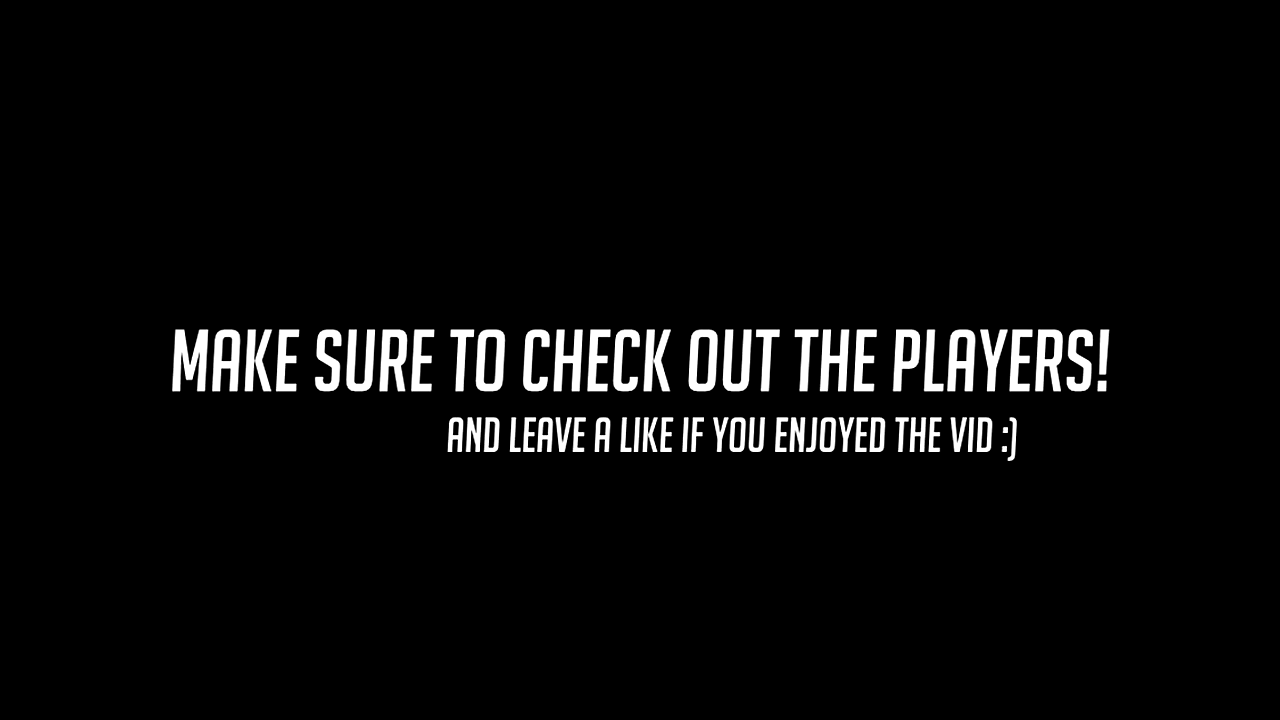 MAKE SURE TO CHECK OUT THE PLAYERS!
AND LEAVE A LIKE IF YOU ENJOYED THE VID :)